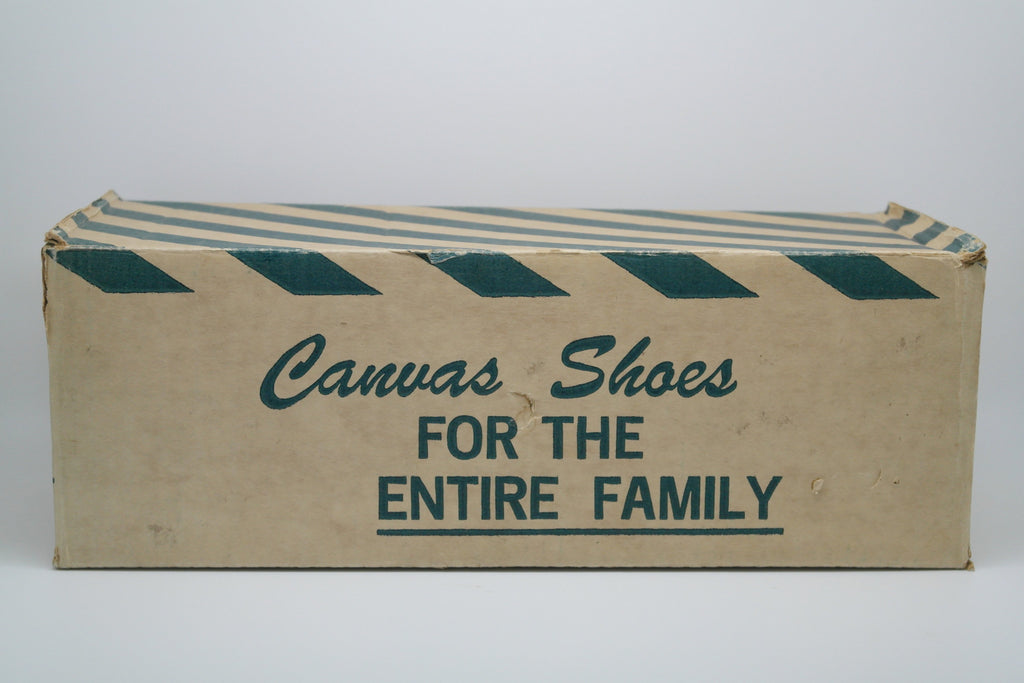 Canvas Shoes
FOR THE
ENTIRE FAMILY